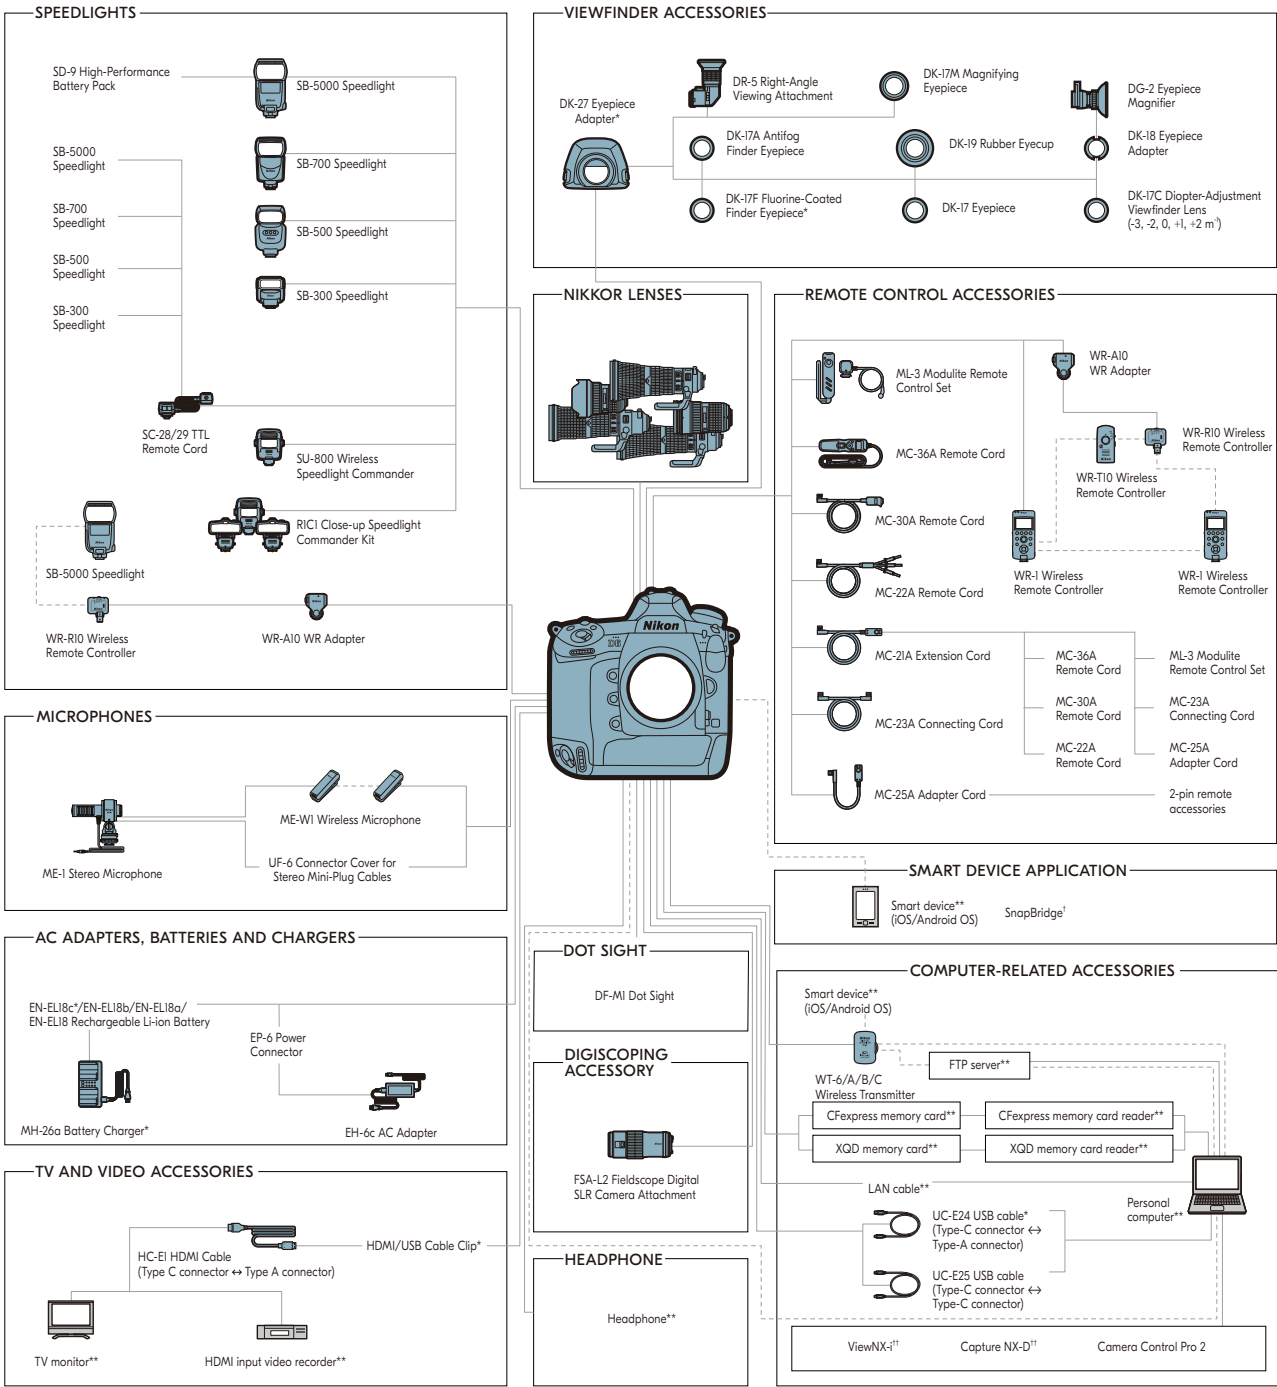 SPEEDLIGHTS
SD-9 High-Performance
Battery Pack
SB-5000 Speedlight
SB-5000
Speedlight
SB-700 Speedlight
SB-700
Speedlight
SB-500 Speedlight
SB-500
Speedlight
SB-300 Speedlight
SB-300
Speedlight
SC-28/29 TTL
Remote Cord
SU-800 Wireless
Speedlight Commander
R1C1 Close-up Speedlight
Commander Kit
SB-5000 Speedlight
WR-R10 Wireless
Remote Controller
WR-A10 WR Adapter
VIEWFINDER ACCESSORIES
DK-27 Eyepiece
Adapter*
DR-5 Right-Angle
Viewing Attachment
DK-17M Magnifying
Eyepiece
DG-2 Eyepiece
Magnifier
DK-17A Antifog
Finder Eyepiece
DK-19 Rubber Eyecup
DK-18 Eyepiece
Adapter
DK-17F Fluorine-Coated
Finder Eyepiece*
DK-17 Eyepiece
DK-17C Diopter-Adjustment
Viewfinder Lens
(-3, -2, 0, +1, +2 m⁻¹)
NIKKOR LENSES
REMOTE CONTROL ACCESSORIES
ML-3 Modulite Remote
Control Set
WR-A10
WR Adapter
MC-36A Remote Cord
WR-R10 Wireless
Remote Controller
WR-T10 Wireless
Remote Controller
MC-30A Remote Cord
MC-22A Remote Cord
WR-1 Wireless
Remote Controller
WR-1 Wireless
Remote Controller
MC-21A Extension Cord
MC-36A
Remote Cord
ML-3 Modulite
Remote Control Set
MC-30A
Remote Cord
MC-23A
Connecting Cord
MC-23A Connecting Cord
MC-22A
Remote Cord
MC-25A
Adapter Cord
MC-25A Adapter Cord
2-pin remote
accessories
Nikon
D6
MICROPHONES
ME-W1 Wireless Microphone
ME-1 Stereo Microphone
UF-6 Connector Cover for
Stereo Mini-Plug Cables
SMART DEVICE APPLICATION
Smart device**
(iOS/Android OS)
SnapBridge†
AC ADAPTERS, BATTERIES AND CHARGERS
EN-EL18c*/EN-EL18b/EN-EL18a/
EN-EL18 Rechargeable Li-ion Battery
EP-6 Power
Connector
MH-26a Battery Charger*
EH-6c AC Adapter
DOT SIGHT
DF-M1 Dot Sight
DIGISCOPING
ACCESSORY
FSA-L2 Fieldscope Digital
SLR Camera Attachment
COMPUTER-RELATED ACCESSORIES
Smart device**
(iOS/Android OS)
FTP server**
WT-6/A/B/C
Wireless Transmitter
CFexpress memory card**
CFexpress memory card reader**
XQD memory card**
XQD memory card reader**
LAN cable**
Personal
computer**
UC-E24 USB cable*
(Type-C connector ↔
Type-A connector)
UC-E25 USB cable
(Type-C connector ↔
Type-C connector)
ViewNX-i††
Capture NX-D††
Camera Control Pro 2
TV AND VIDEO ACCESSORIES
HC-E1 HDMI Cable
(Type C connector ↔ Type A connector)
HDMI/USB Cable Clip*
TV monitor**
HDMI input video recorder**
HEADPHONE
Headphone**